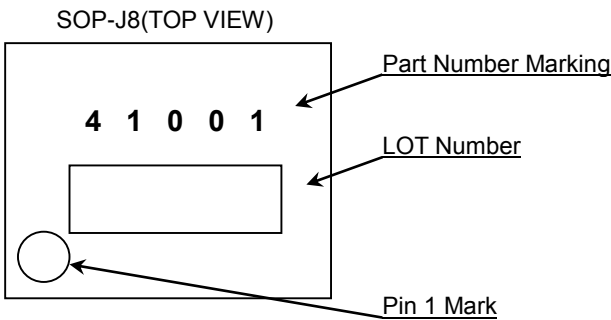 SOP-J8(TOP VIEW)
Part Number Marking
4 1 0 0 1
LOT Number
Pin 1 Mark